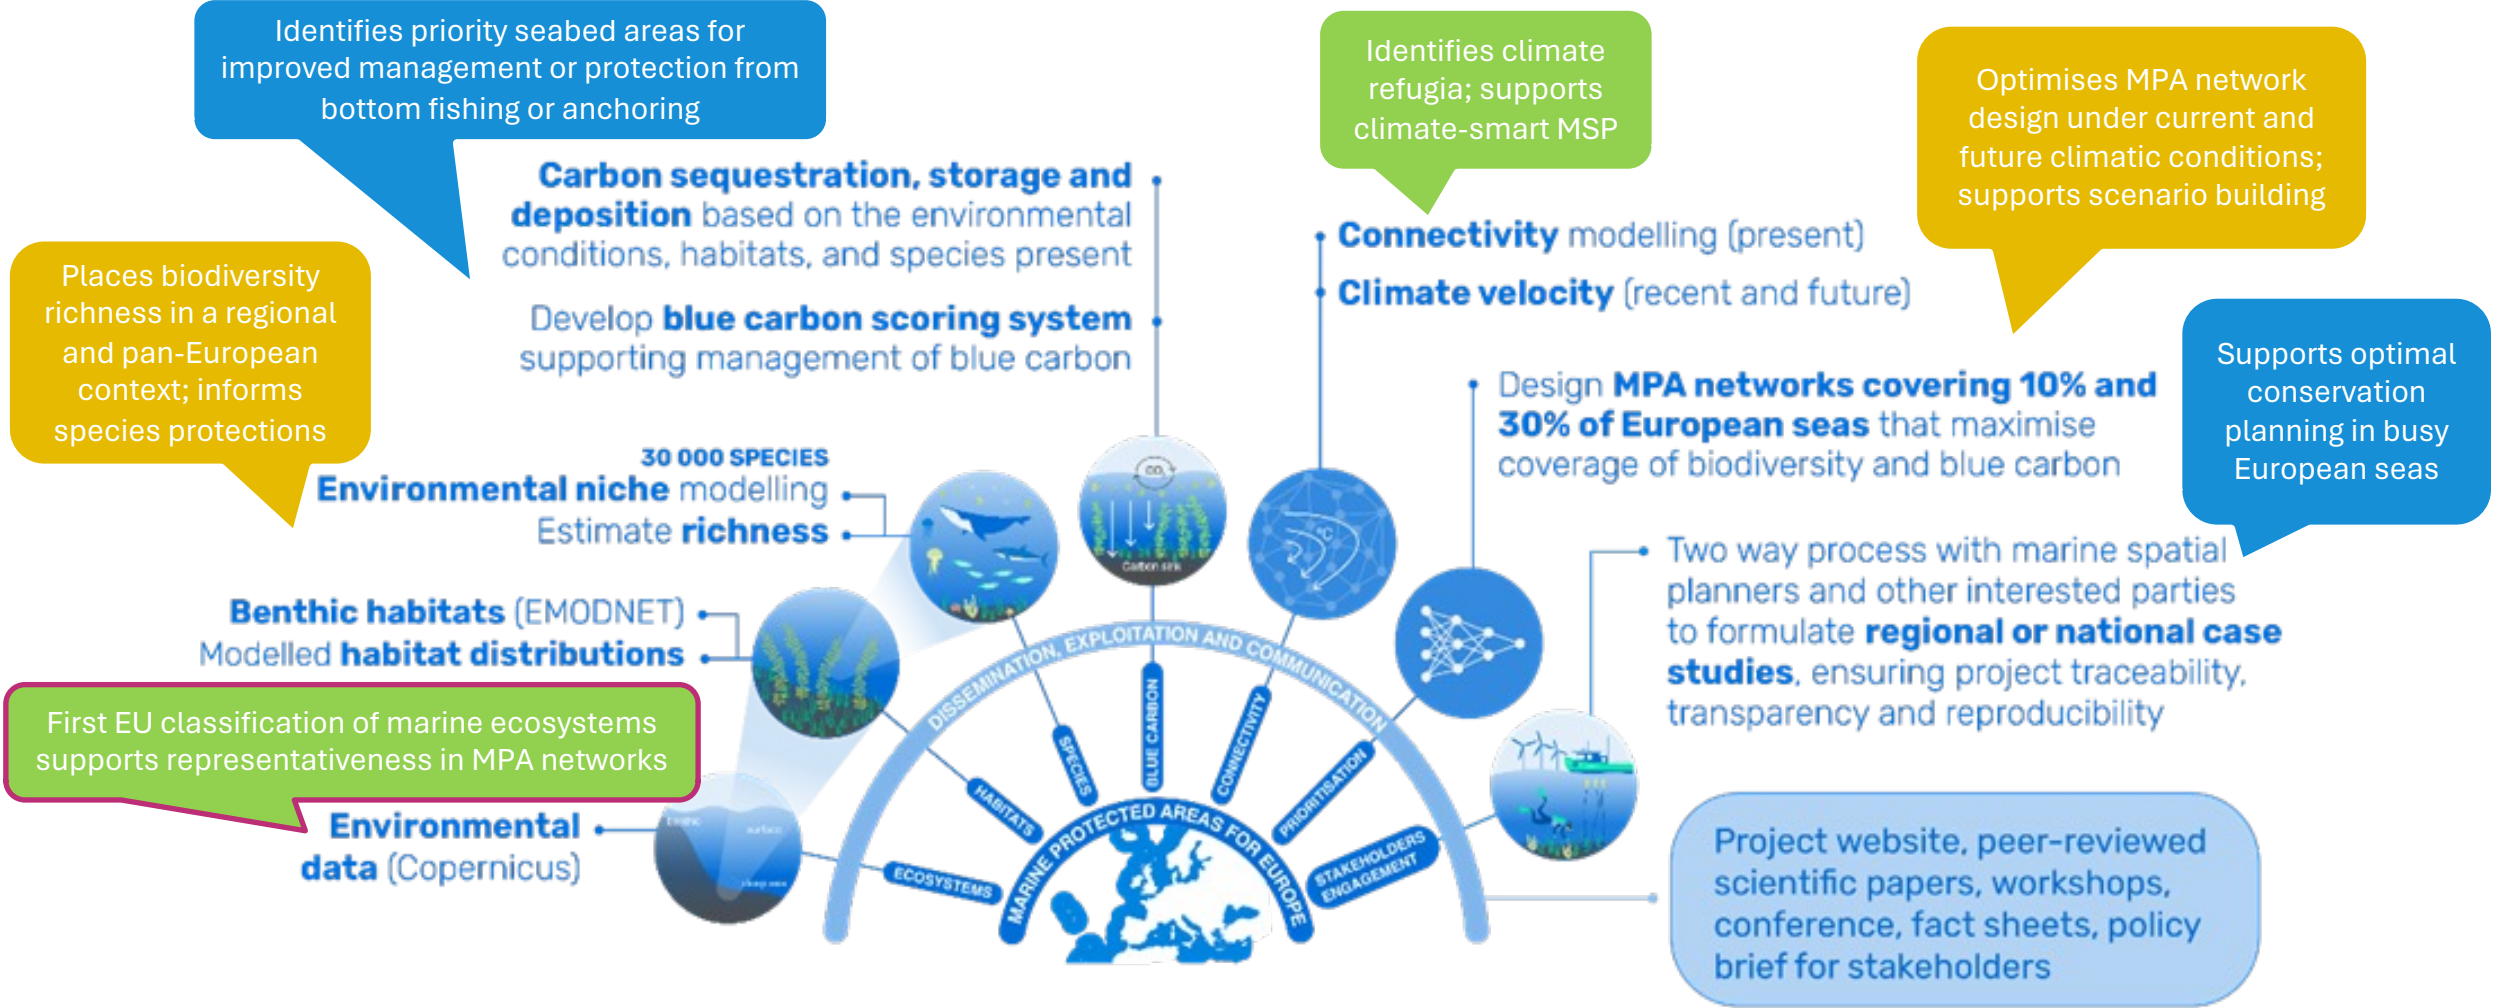 Identifies priority seabed areas for
improved management or protection from
bottom fishing or anchoring
Identifies climate
refugia; supports
climate-smart MSP
Optimises MPA network
design under current and
future climatic conditions;
supports scenario building
Carbon sequestration, storage and
deposition based on the environmental
conditions, habitats, and species present
Develop blue carbon scoring system
supporting management of blue carbon
Connectivity modelling (present)
Climate velocity (recent and future)
Places biodiversity
richness in a regional
and pan-European
context; informs
species protections
Supports optimal
conservation
planning in busy
European seas
Design MPA networks covering 10% and
30% of European seas that maximise
coverage of biodiversity and blue carbon
30 000 SPECIES
Environmental niche modelling
Estimate richness
CO₂
Carbon sink
°C
Two way process with marine spatial
planners and other interested parties
to formulate regional or national case
studies, ensuring project traceability,
transparency and reproducibility
Benthic habitats (EMODNET)
Modelled habitat distributions
First EU classification of marine ecosystems
supports representativeness in MPA networks
Environmental
data (Copernicus)
surface
DISSEMINATION, EXPLOITATION AND COMMUNICATION
ECOSYSTEMS
HABITATS
SPECIES
BLUE CARBON
CONNECTIVITY
PRIORITISATION
STAKEHOLDERS
ENGAGEMENT
MARINE PROTECTED AREAS FOR EUROPE
Project website, peer-reviewed
scientific papers, workshops,
conference, fact sheets, policy
brief for stakeholders